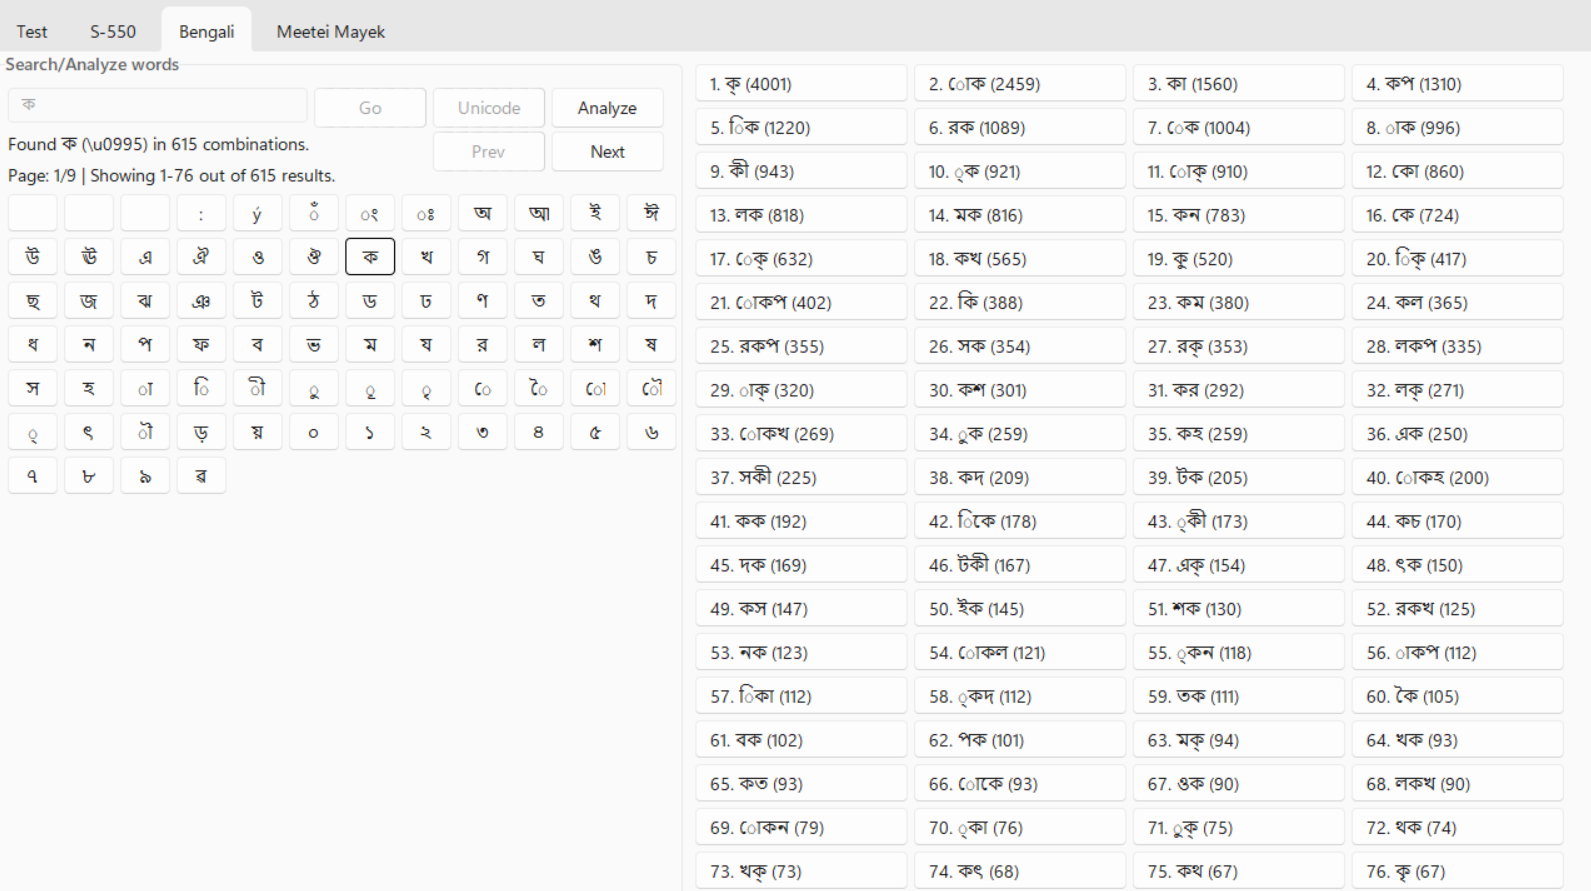 Test S-550 Bengali Meetei Mayek
Search/Analyze words
ক Go Unicode Analyze
Found ক (\u0995) in 615 combinations.
Prev Next
Page: 1/9 | Showing 1-76 out of 615 results.
: ý ঁ ং ঃ অ আ ই ঈ
উ ঊ এ ঐ ও ঔ ক খ গ ঘ ঙ চ
ছ জ ঝ ঞ ট ঠ ড ঢ ণ ত থ দ
ধ ন প ফ ব ভ ম য র ল শ ষ
স হ া ি ী ু ূ ৃ ে ৈ ো ৌ
্ ৎ ৗ ড় য় ০ ১ ২ ৩ ৪ ৫ ৬
৭ ৮ ৯ ৱ
1. ক্ (4001) 2. োক (2459) 3. কা (1560) 4. কপ (1310)
5. িক (1220) 6. রক (1089) 7. েক (1004) 8. াক (996)
9. কী (943) 10. ্ক (921) 11. োক্ (910) 12. কো (860)
13. লক (818) 14. মক (816) 15. কন (783) 16. কে (724)
17. েক্ (632) 18. কখ (565) 19. কু (520) 20. িক্ (417)
21. োকপ (402) 22. কি (388) 23. কম (380) 24. কল (365)
25. রকপ (355) 26. সক (354) 27. রক্ (353) 28. লকপ (335)
29. াক্ (320) 30. কশ (301) 31. কর (292) 32. লক্ (271)
33. োকখ (269) 34. ুক (259) 35. কহ (259) 36. এক (250)
37. সকী (225) 38. কদ (209) 39. টক (205) 40. োকহ (200)
41. কক (192) 42. িকে (178) 43. ্কী (173) 44. কচ (170)
45. দক (169) 46. টকী (167) 47. এক্ (154) 48. ৎক (150)
49. কস (147) 50. ইক (145) 51. শক (130) 52. রকখ (125)
53. নক (123) 54. োকল (121) 55. ্কন (118) 56. াকপ (112)
57. িকা (112) 58. ্কদ (112) 59. তক (111) 60. কৈ (105)
61. বক (102) 62. পক (101) 63. মক্ (94) 64. খক (93)
65. কত (93) 66. োকে (93) 67. ওক (90) 68. লকখ (90)
69. োকন (79) 70. ্কা (76) 71. ুক্ (75) 72. থক (74)
73. খক্ (73) 74. কৎ (68) 75. কথ (67) 76. কৃ (67)